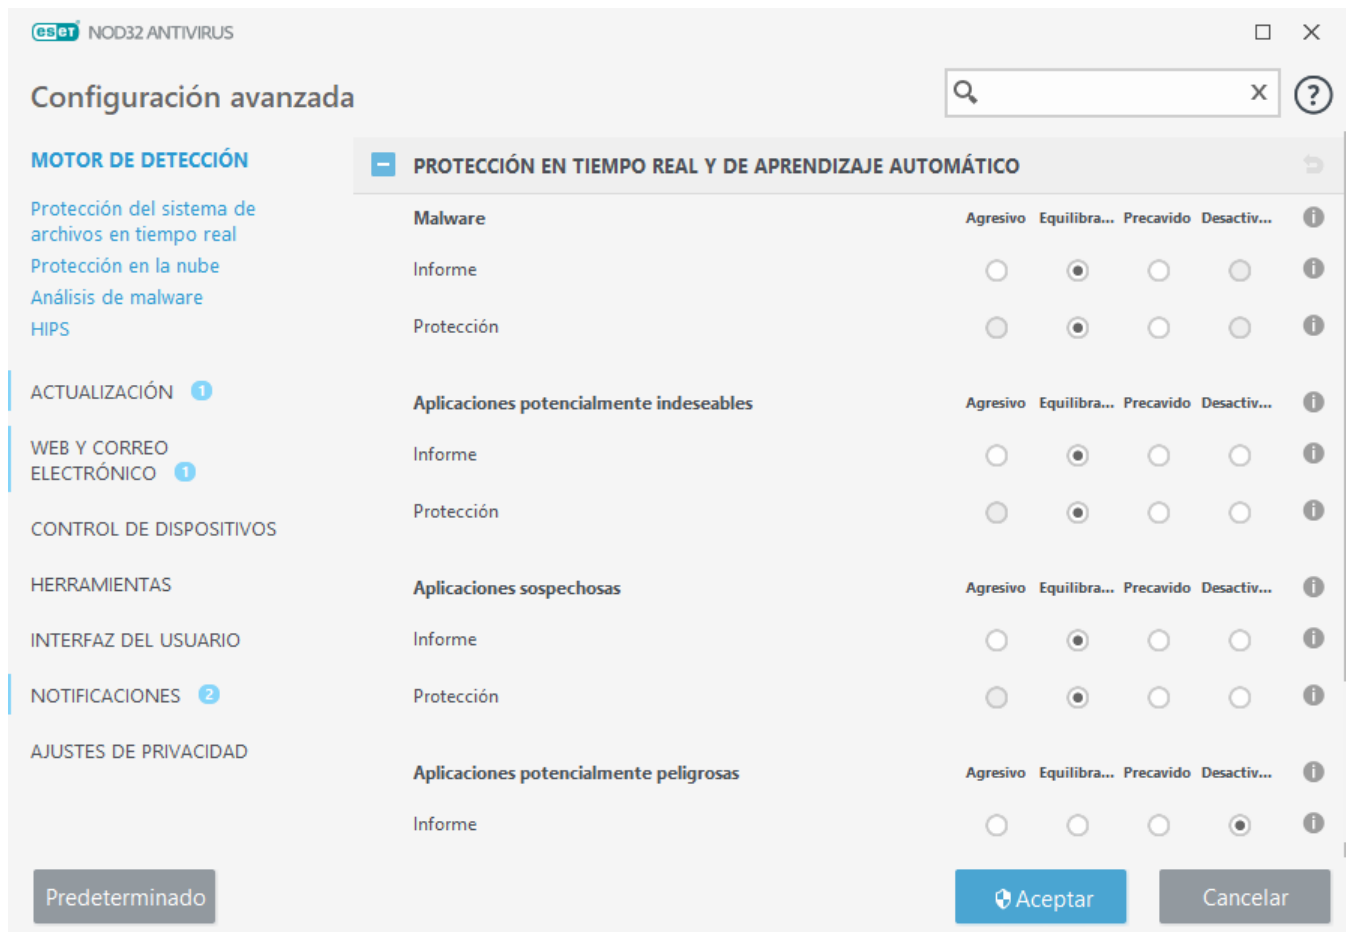 eset NOD32 ANTIVIRUS
Configuración avanzada
x
?
MOTOR DE DETECCIÓN
Protección del sistema de
archivos en tiempo real
Protección en la nube
Análisis de malware
HIPS
ACTUALIZACIÓN 1
WEB Y CORREO
ELECTRÓNICO 1
CONTROL DE DISPOSITIVOS
HERRAMIENTAS
INTERFAZ DEL USUARIO
NOTIFICACIONES 2
AJUSTES DE PRIVACIDAD
PROTECCIÓN EN TIEMPO REAL Y DE APRENDIZAJE AUTOMÁTICO
Malware Agresivo Equilibra... Precavido Desactiv...
Informe
Protección
Aplicaciones potencialmente indeseables Agresivo Equilibra... Precavido Desactiv...
Informe
Protección
Aplicaciones sospechosas Agresivo Equilibra... Precavido Desactiv...
Informe
Protección
Aplicaciones potencialmente peligrosas Agresivo Equilibra... Precavido Desactiv...
Informe
Predeterminado
Aceptar
Cancelar